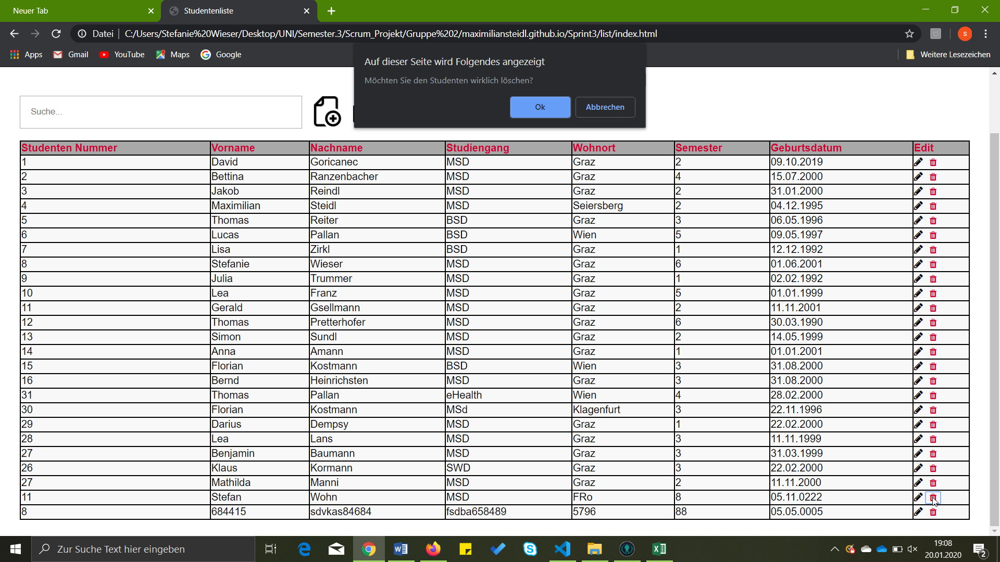 Neuer Tab
Studentenliste
Datei
C:/Users/Stefanie%20Wieser/Desktop/UNI/Semester.3/Scrum_Projekt/Gruppe%202/maximiliansteidl.github.io/Sprint3/list/index.html
s
Apps Gmail YouTube Maps Google Weitere Lesezeichen
Auf dieser Seite wird Folgendes angezeigt
Möchten Sie den Studenten wirklich löschen?
Ok Abbrechen
Suche...
Studenten Nummer Vorname Nachname Studiengang Wohnort Semester Geburtsdatum Edit
1 David Goricanec MSD Graz 2 09.10.2019
2 Bettina Ranzenbacher MSD Graz 4 15.07.2000
3 Jakob Reindl MSD Graz 2 31.01.2000
4 Maximilian Steidl MSD Seiersberg 2 04.12.1995
5 Thomas Reiter BSD Graz 3 06.05.1996
6 Lucas Pallan BSD Wien 5 09.05.1997
7 Lisa Zirkl BSD Graz 1 12.12.1992
8 Stefanie Wieser MSD Graz 6 01.06.2001
9 Julia Trummer MSD Graz 1 02.02.1992
10 Lea Franz MSD Graz 5 01.01.1999
11 Gerald Gsellmann MSD Graz 2 11.11.2001
12 Thomas Pretterhofer MSD Graz 6 30.03.1990
13 Simon Sundl MSD Graz 2 14.05.1999
14 Anna Amann MSD Graz 1 01.01.2001
15 Florian Kostmann BSD Wien 3 31.08.2000
16 Bernd Heinrichsten MSD Graz 3 31.08.2000
31 Thomas Pallan eHealth Wien 4 28.02.2000
30 Florian Kostmann MSd Klagenfurt 3 22.11.1996
29 Darius Dempsy MSD Graz 1 22.02.2000
28 Lea Lans MSD Graz 3 11.11.1999
27 Benjamin Baumann MSD Graz 3 31.03.1999
26 Klaus Kormann SWD Graz 3 22.02.2000
27 Mathilda Manni MSD Graz 2 11.11.2000
11 Stefan Wohn MSD FRo 8 05.11.0222
8 684415 sdvkas84684 fsdba658489 5796 88 05.05.0005
Zur Suche Text hier eingeben
19:08
20.01.2020
2